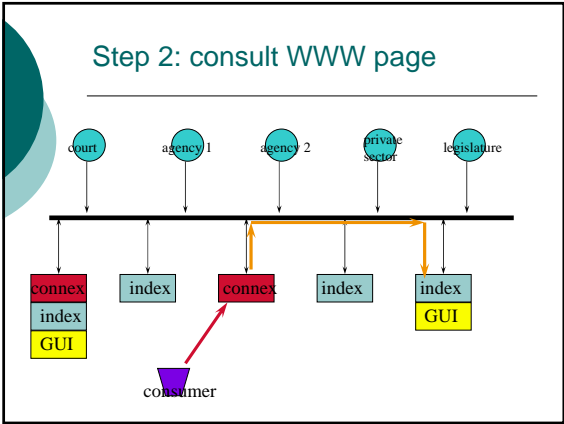 Step 2: consult WWW page
court
agency 1
agency 2
private
sector
legislature
connex
index
GUI
index
connex
index
index
GUI
consumer